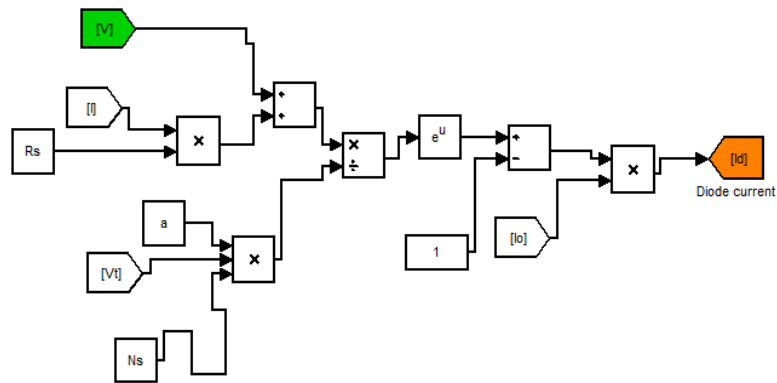 [V]
[I]
Rs
×
+
+
×
÷
e^u
+
−
×
[Id]
Diode current
a
[Vt]
×
1
[Io]
Ns